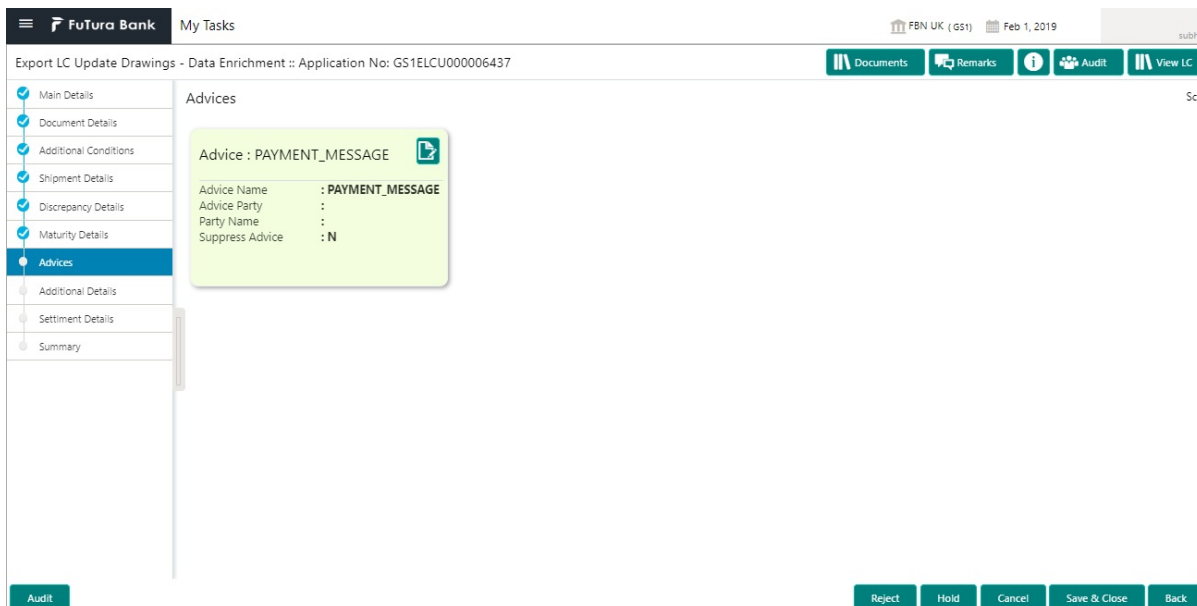 FuTura Bank
My Tasks
FBN UK (GS1)
Feb 1, 2019
subh
Export LC Update Drawings - Data Enrichment :: Application No: GS1ELCU000006437
Documents
Remarks
Audit
View LC
Main Details
Document Details
Additional Conditions
Shipment Details
Discrepancy Details
Maturity Details
Advices
Additional Details
Settlment Details
Summary
Advices
Sc
Advice : PAYMENT_MESSAGE
Advice Name : PAYMENT_MESSAGE
Advice Party :
Party Name :
Suppress Advice : N
Audit
Reject
Hold
Cancel
Save & Close
Back